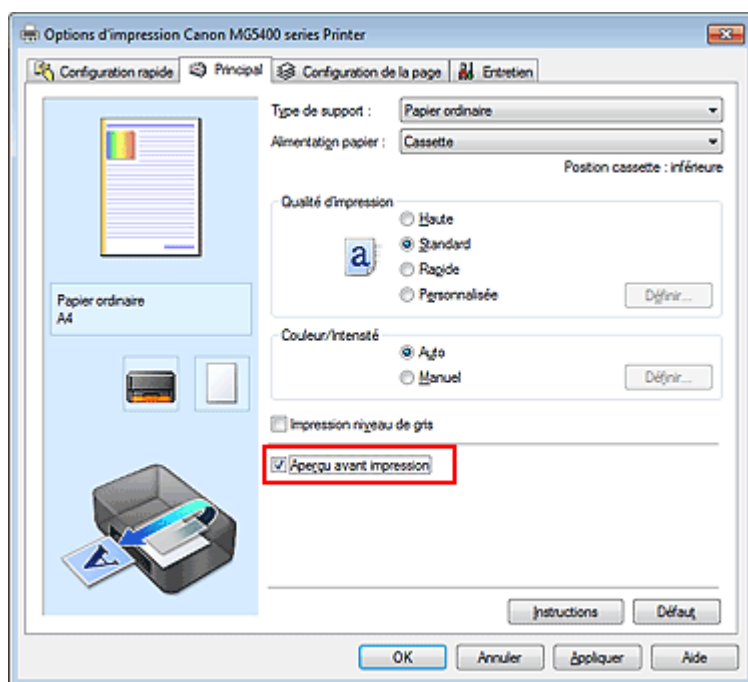 Options d'impression Canon MG5400 series Printer
Configuration rapide Principal Configuration de la page Entretien
Type de support : Papier ordinaire
Alimentation papier : Cassette
Position cassette : inférieure
Qualité d'impression
Haute
a
Standard
Rapide
Personnalisée Définir...
Papier ordinaire
A4
Couleur/Intensité
Auto
Manuel Définir...
Impression niveau de gris
Aperçu avant impression
A
Instructions Défaut
OK Annuler Appliquer Aide